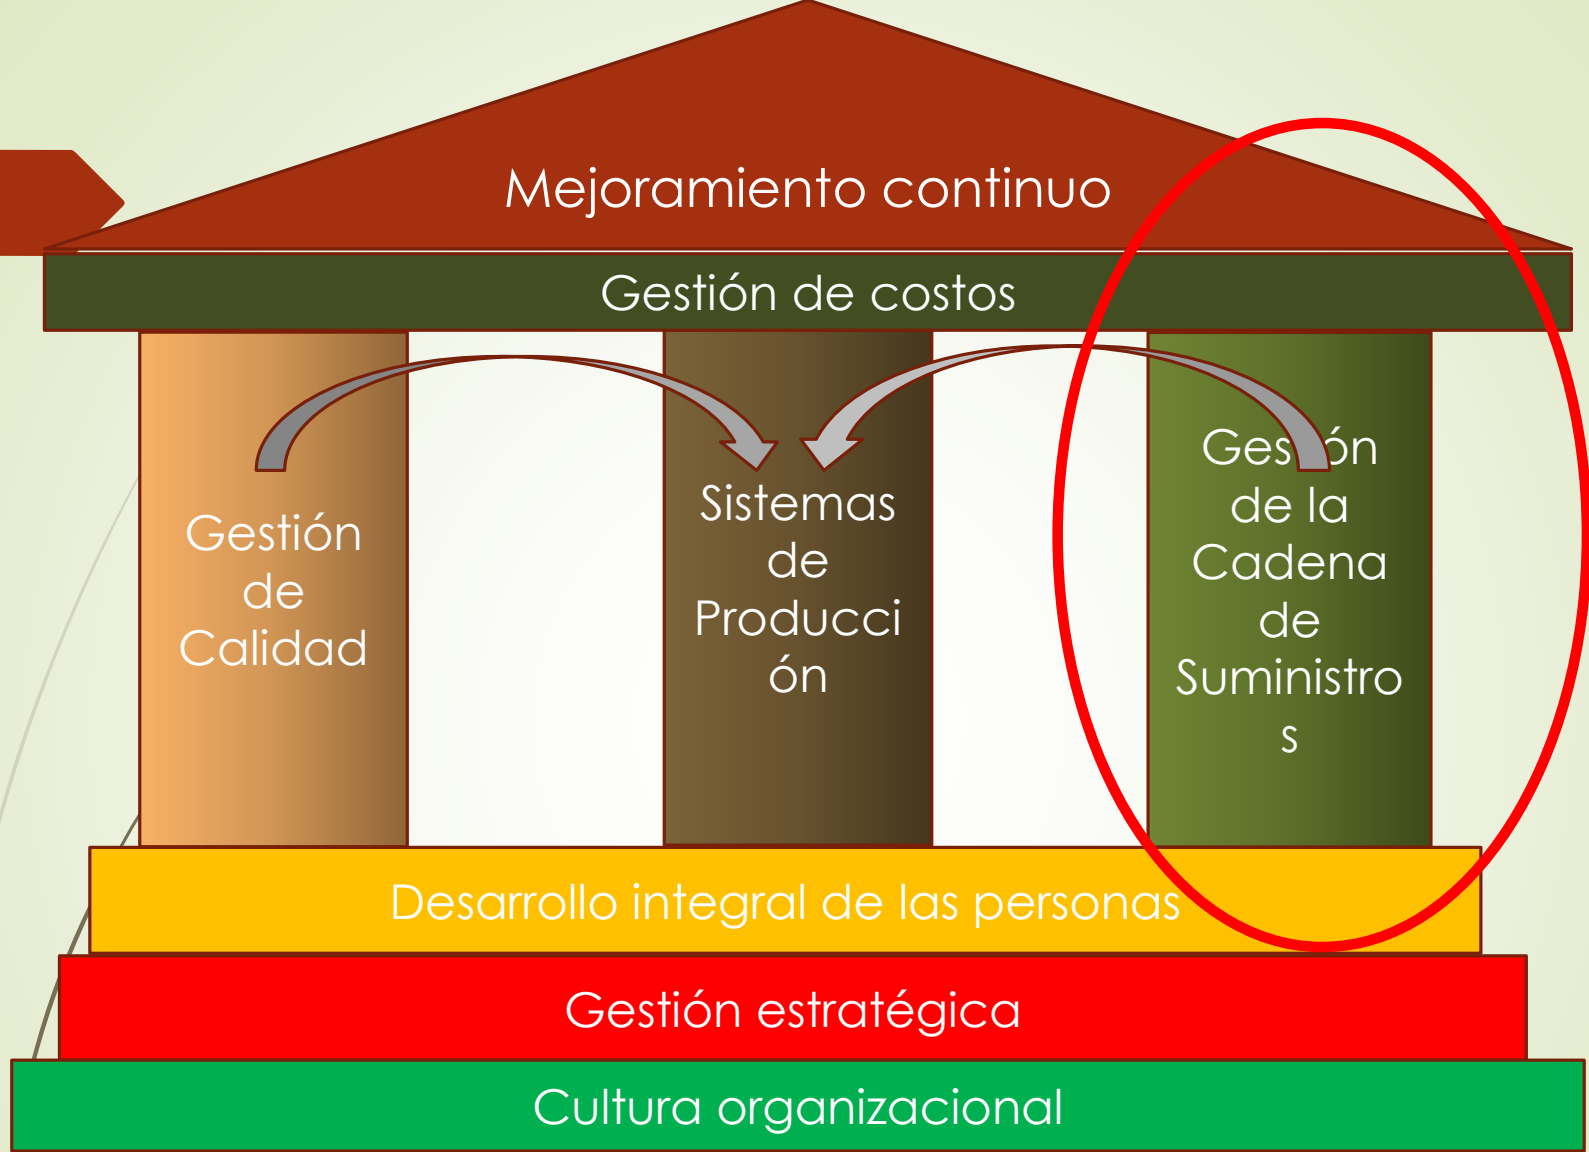 Mejoramiento continuo
Gestión de costos
Gestión
de
Calidad
Sistemas
de
Producci
ón
Gestión
de la
Cadena
de
Suministro
s
Desarrollo integral de las personas
Gestión estratégica
Cultura organizacional